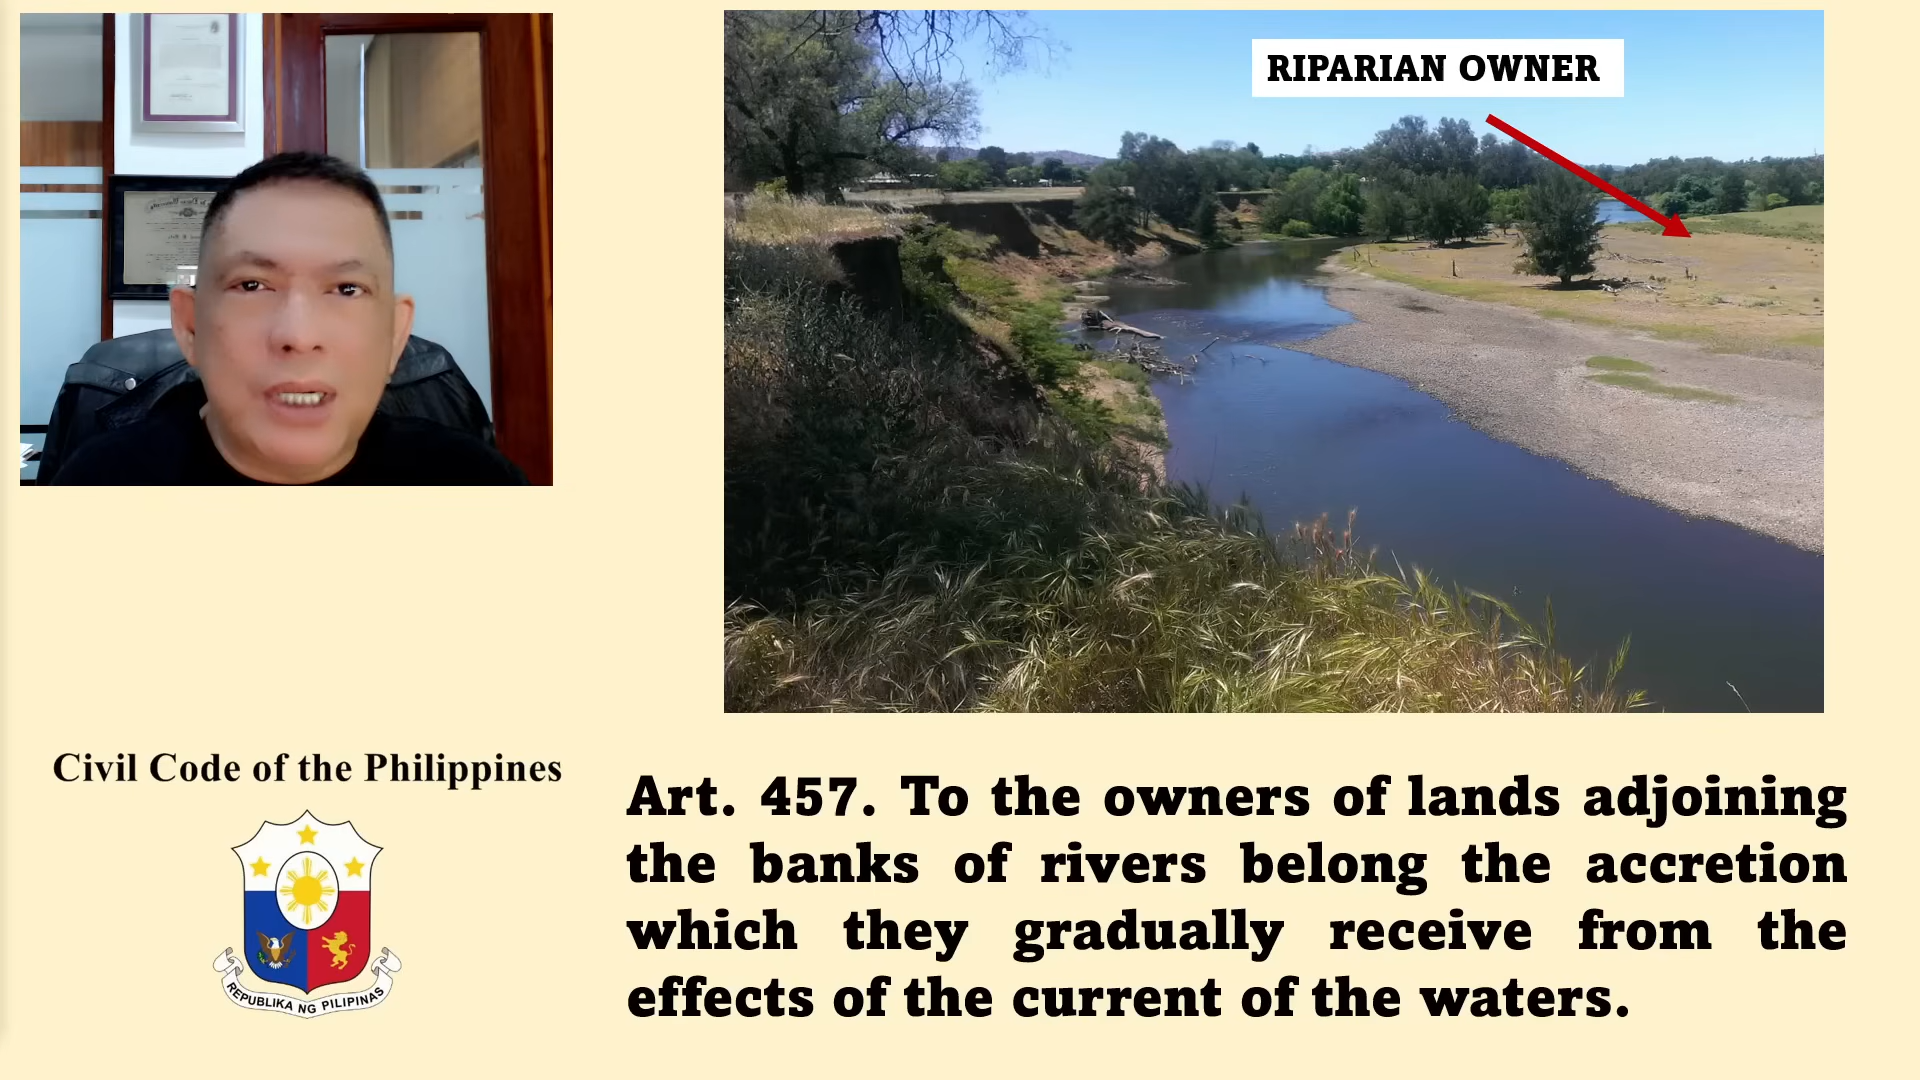 RIPARIAN OWNER
Civil Code of the Philippines
REPUBLIKA NG PILIPINAS
Art. 457. To the owners of lands adjoining
the banks of rivers belong the accretion
which they gradually receive from the
effects of the current of the waters.